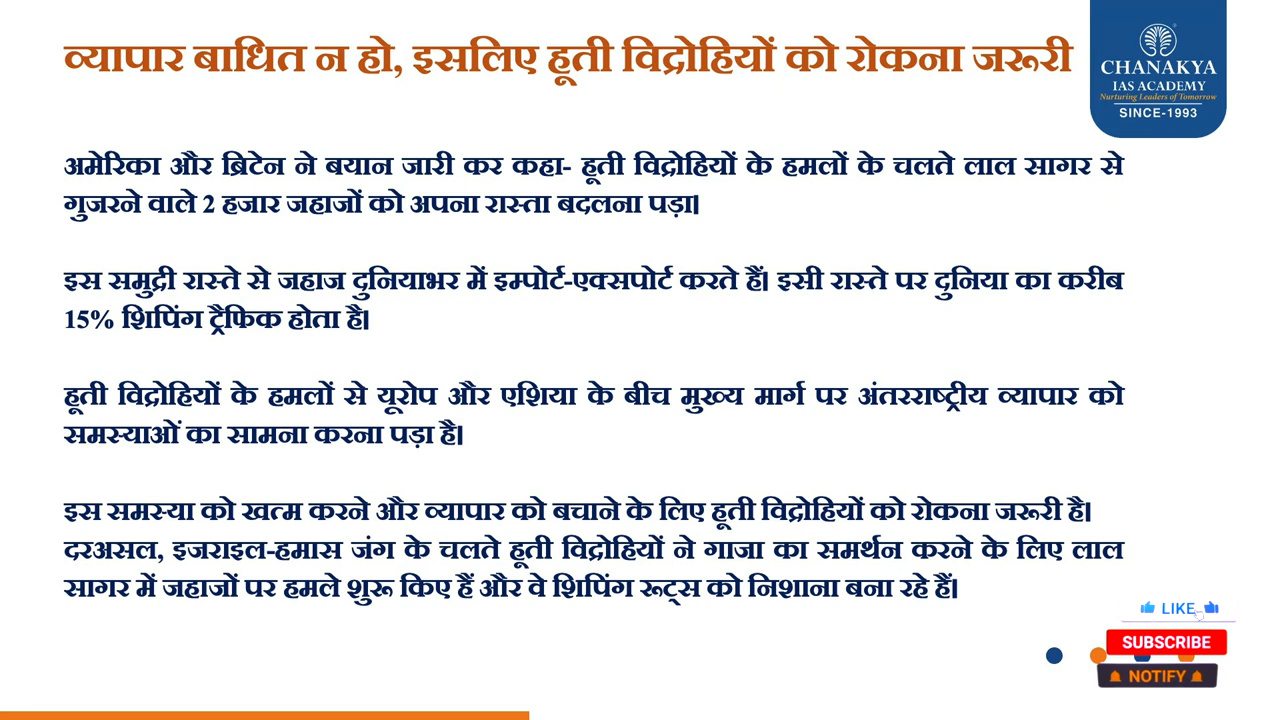 व्यापार बाधित न हो, इसलिए हूती विद्रोहियों को रोकना जरूरी
CHANAKYA
IAS ACADEMY
Nurturing Leaders of Tomorrow
SINCE-1993
अमेरिका और ब्रिटेन ने बयान जारी कर कहा- हूती विद्रोहियों के हमलों के चलते लाल सागर से
गुजरने वाले 2 हजार जहाजों को अपना रास्ता बदलना पड़ा।
इस समुद्री रास्ते से जहाज दुनियाभर में इम्पोर्ट-एक्सपोर्ट करते हैं। इसी रास्ते पर दुनिया का करीब
15% शिपिंग ट्रैफिक होता है।
हूती विद्रोहियों के हमलों से यूरोप और एशिया के बीच मुख्य मार्ग पर अंतरराष्ट्रीय व्यापार को
समस्याओं का सामना करना पड़ा है।
इस समस्या को खत्म करने और व्यापार को बचाने के लिए हूती विद्रोहियों को रोकना जरूरी है।
दरअसल, इजराइल-हमास जंग के चलते हूती विद्रोहियों ने गाजा का समर्थन करने के लिए लाल
सागर में जहाजों पर हमले शुरू किए हैं और वे शिपिंग रूट्स को निशाना बना रहे हैं।
LIKE
SUBSCRIBE
NOTIFY